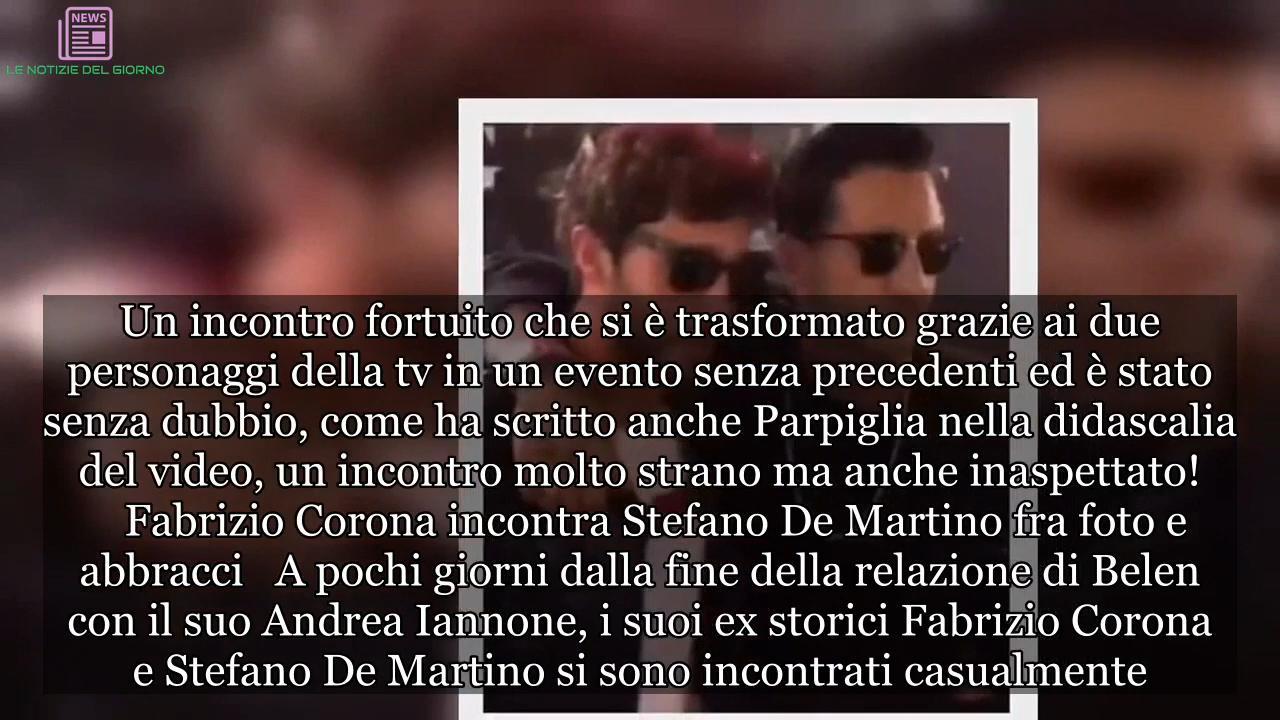 NEWS
LE NOTIZIE DEL GIORNO
Un incontro fortuito che si è trasformato grazie ai due
personaggi della tv in un evento senza precedenti ed è stato
senza dubbio, come ha scritto anche Parpiglia nella didascalia
del video, un incontro molto strano ma anche inaspettato!
Fabrizio Corona incontra Stefano De Martino fra foto e
abbracci   A pochi giorni dalla fine della relazione di Belen
con il suo Andrea Iannone, i suoi ex storici Fabrizio Corona
e Stefano De Martino si sono incontrati casualmente